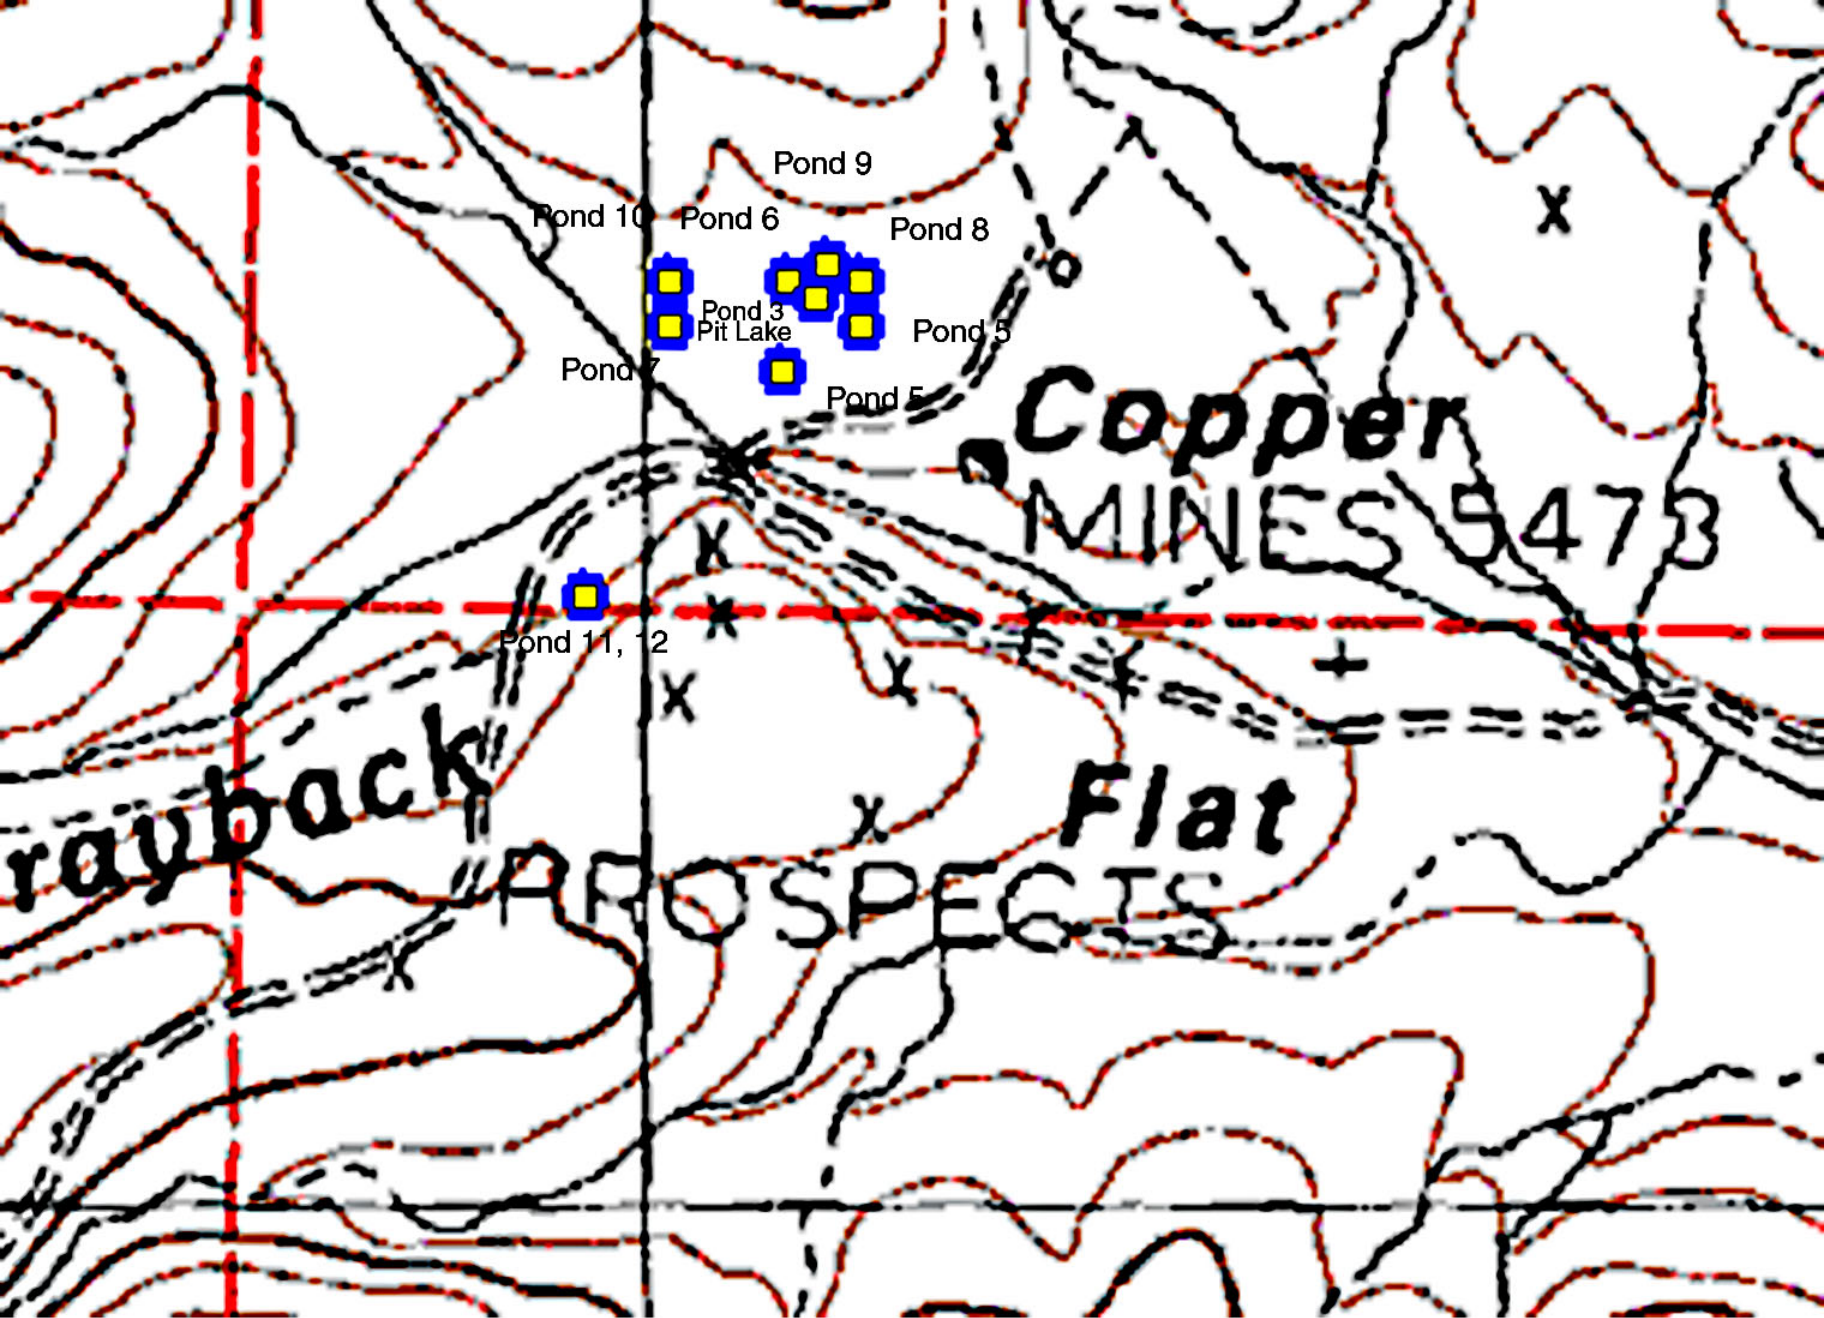 Pond 9
Pond 10
Pond 6
Pond 8
Pond 3
Pit Lake
Pond 5
Pond 7
Pond 5
Copper
MINES 5473
Pond 11, 12
rayback
Flat
PROSPECTS